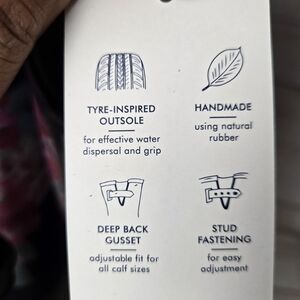 TYRE-INSPIRED
OUTSOLE
for effective water
dispersal and grip
HANDMADE
using natural
rubber
DEEP BACK
GUSSET
adjustable fit for
all calf sizes
STUD
FASTENING
for easy
adjustment